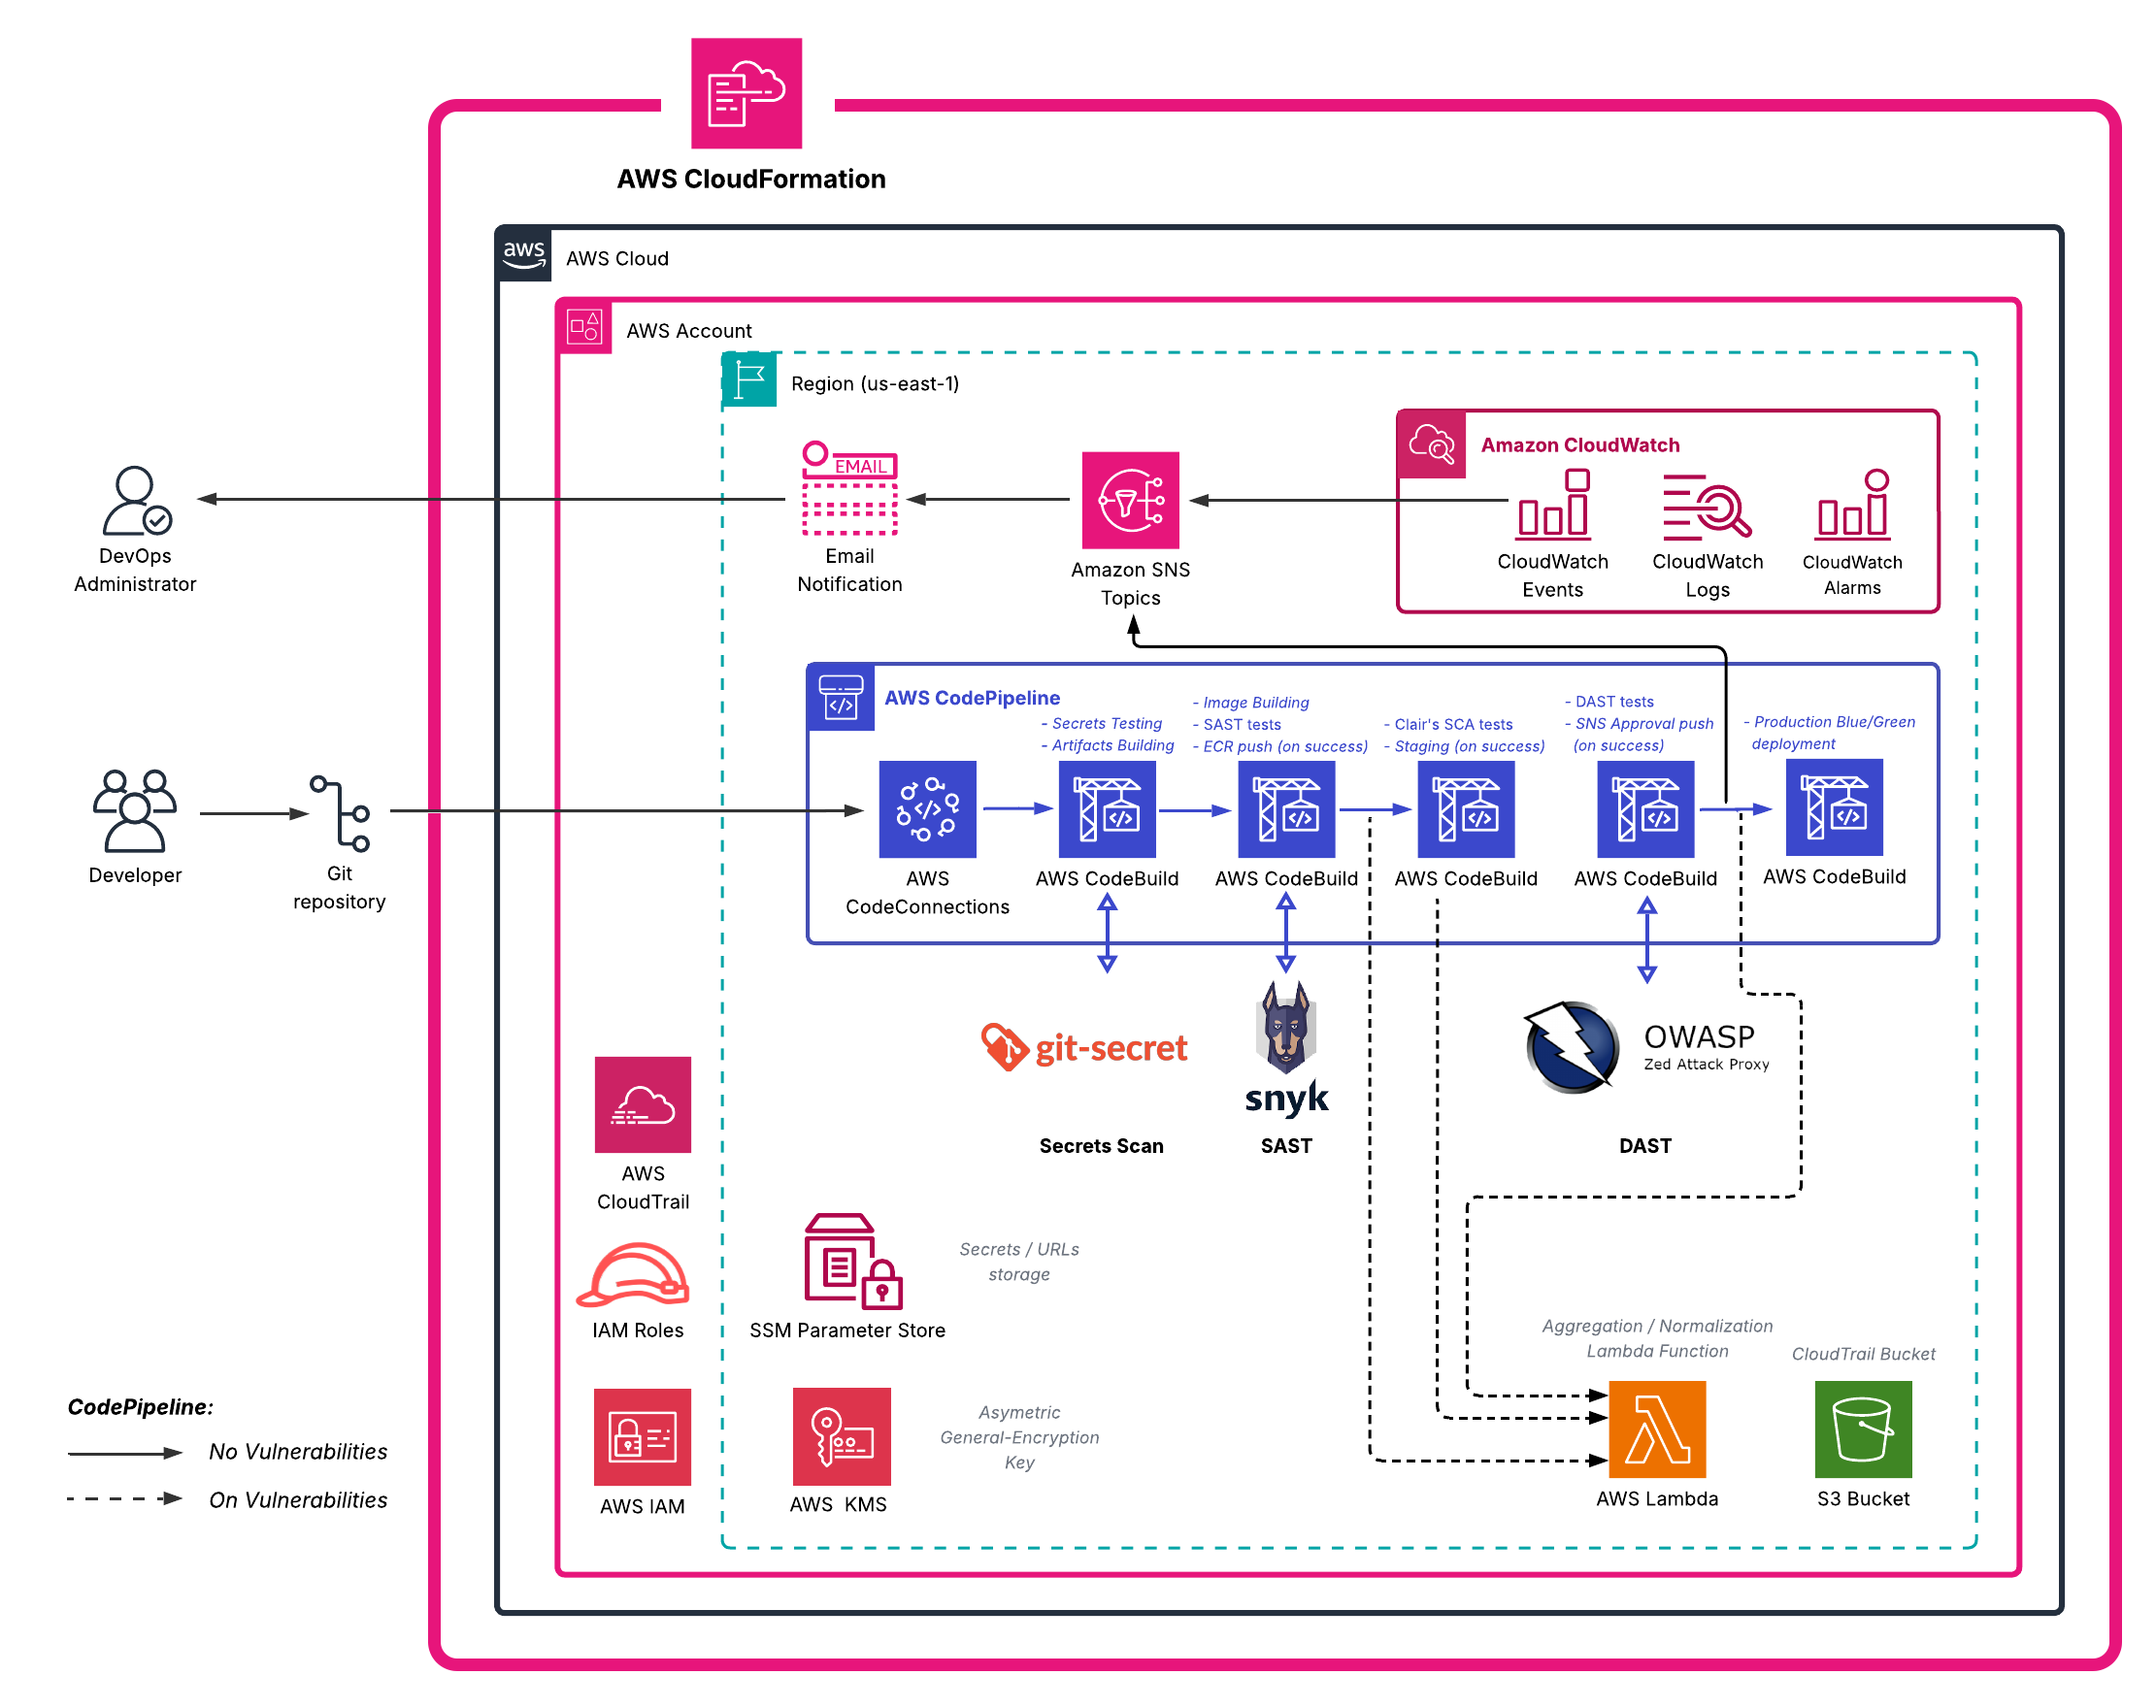 AWS CloudFormation
aws
AWS Cloud
AWS Account
Region (us-east-1)
Amazon CloudWatch
EMAIL
DevOps
Administrator
Email
Notification
Amazon SNS
Topics
CloudWatch
Events
CloudWatch
Logs
CloudWatch
Alarms
AWS CodePipeline
- Secrets Testing
- Artifacts Building
- Image Building
- SAST tests
- ECR push (on success)
- Clair's SCA tests
- Staging (on success)
- DAST tests
- SNS Approval push
(on success)
- Production Blue/Green
deployment
Developer
Git
repository
AWS
CodeConnections
AWS CodeBuild
AWS CodeBuild
AWS CodeBuild
AWS CodeBuild
AWS CodeBuild
git-secret
snyk
OWASP
Zed Attack Proxy
Secrets Scan
SAST
DAST
AWS
CloudTrail
IAM Roles
SSM Parameter Store
Secrets / URLs
storage
Aggregation / Normalization
Lambda Function
CloudTrail Bucket
AWS IAM
AWS KMS
Asymetric
General-Encryption
Key
AWS Lambda
S3 Bucket
CodePipeline:
No Vulnerabilities
On Vulnerabilities